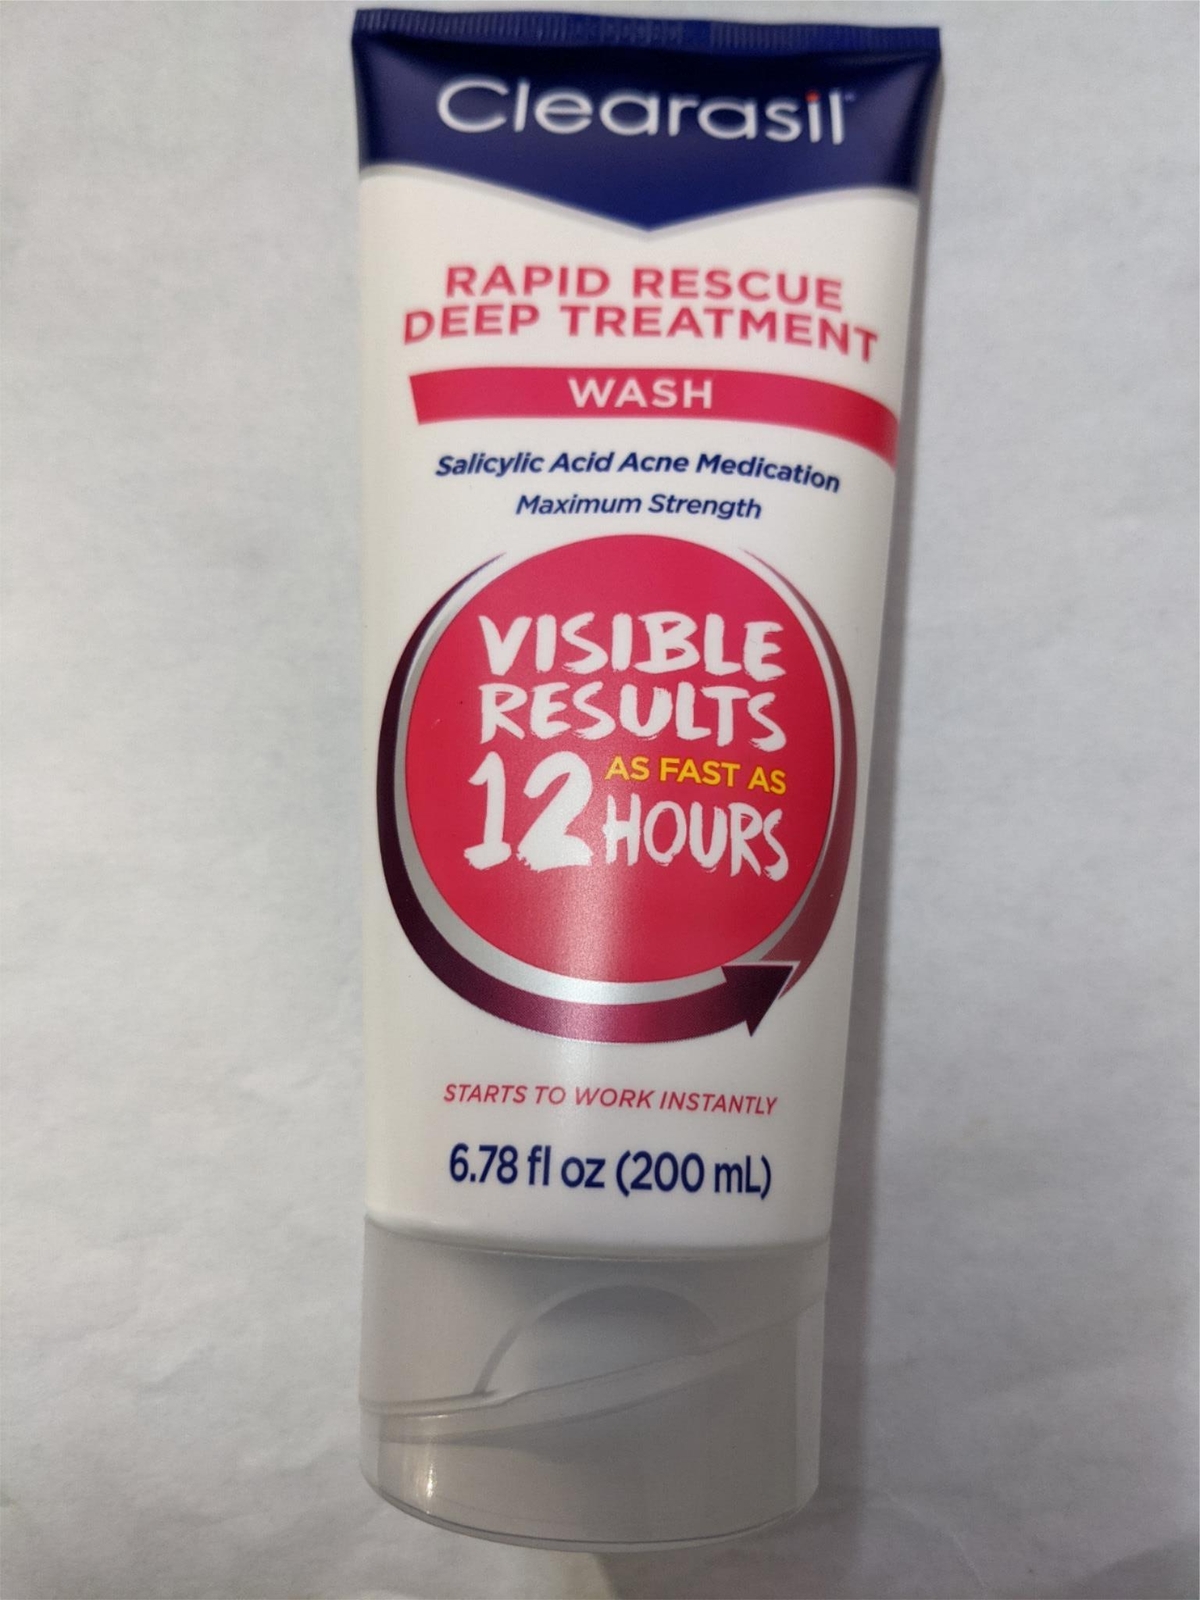 Clearasil
RAPID RESCUE
DEEP TREATMENT
WASH
Salicylic Acid Acne Medication
Maximum Strength
VISIBLE
RESULTS
12 AS FAST AS
HOURS
STARTS TO WORK INSTANTLY
6.78 fl oz (200 mL)